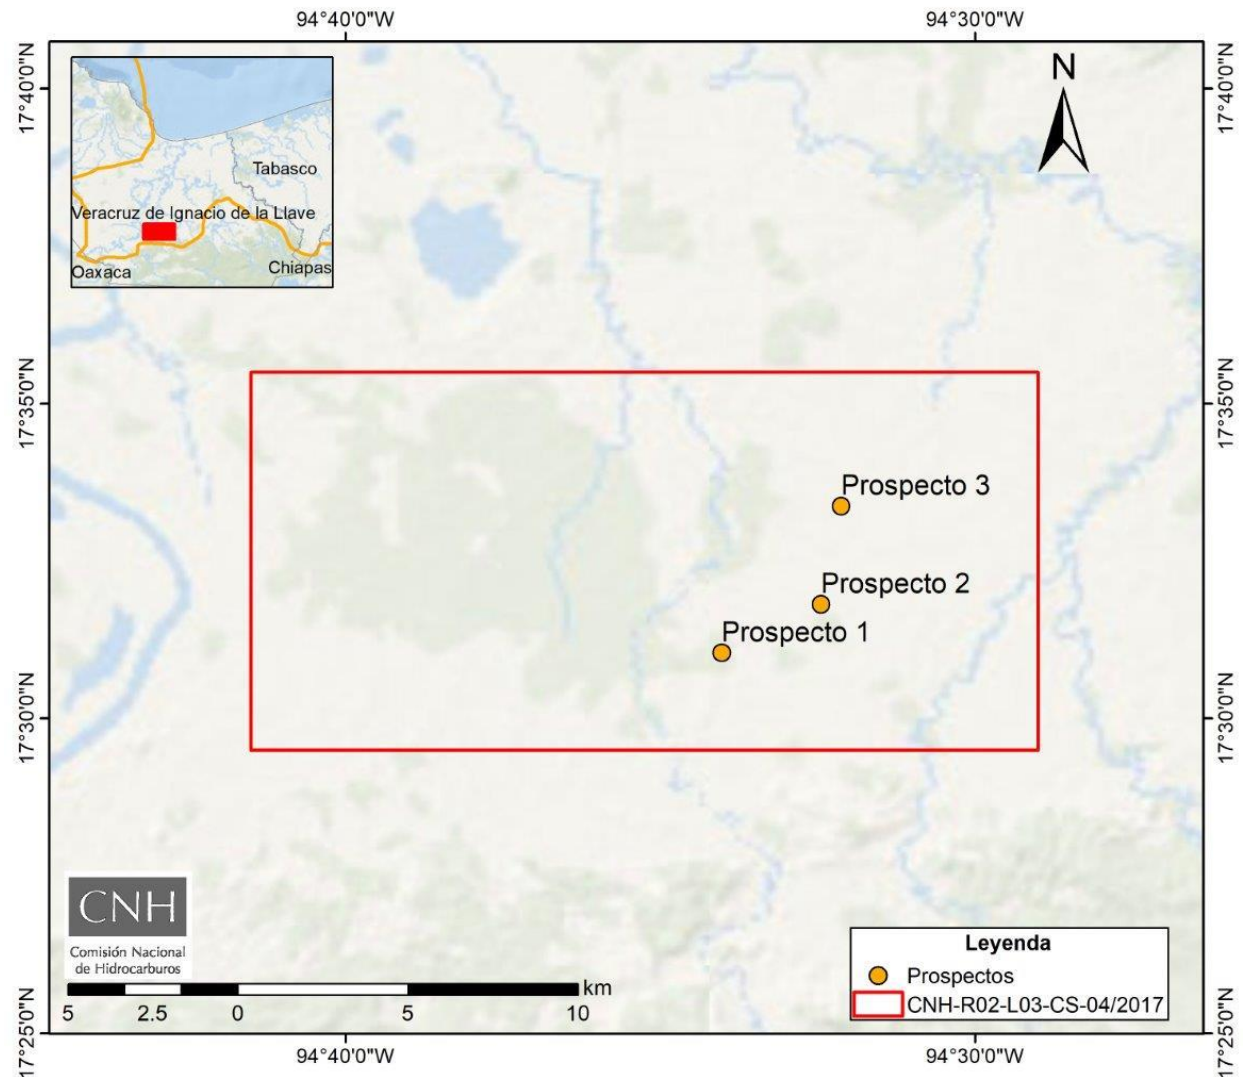 94°40'0"W
94°30'0"W
17°40'0"N
17°40'0"N
N
Tabasco
Veracruz de Ignacio de la Llave
Oaxaca
Chiapas
17°35'0"N
17°35'0"N
Prospecto 3
Prospecto 2
Prospecto 1
17°30'0"N
17°30'0"N
CNH
Comisión Nacional
de Hidrocarburos
Leyenda
Prospectos
CNH-R02-L03-CS-04/2017
km
5 2.5 0 5 10
17°25'0"N
17°25'0"N
94°40'0"W
94°30'0"W